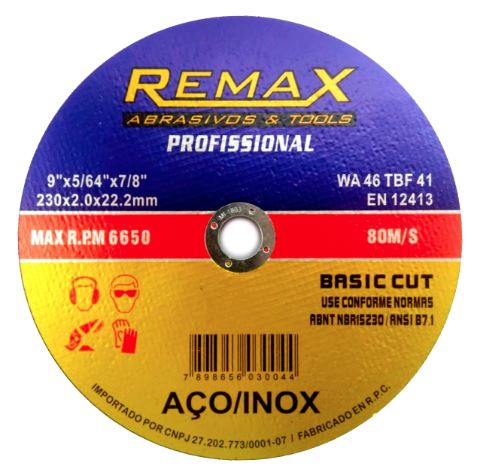 REMAX
ABRASIVOS & TOOLS
PROFISSIONAL
9"x5/64"x7/8"
230x2.0x22.2mm
WA 46 TBF 41
EN 12413
MAX R.P.M 6650
80M/S
BASIC CUT
USE CONFORME NORMAS
ABNT NBR15230 / ANSI B7.1
7 898656 030044
AÇO/INOX
IMPORTADO POR CNPJ 27.202.773/0001-07 / FABRICADO EN R.P.C.